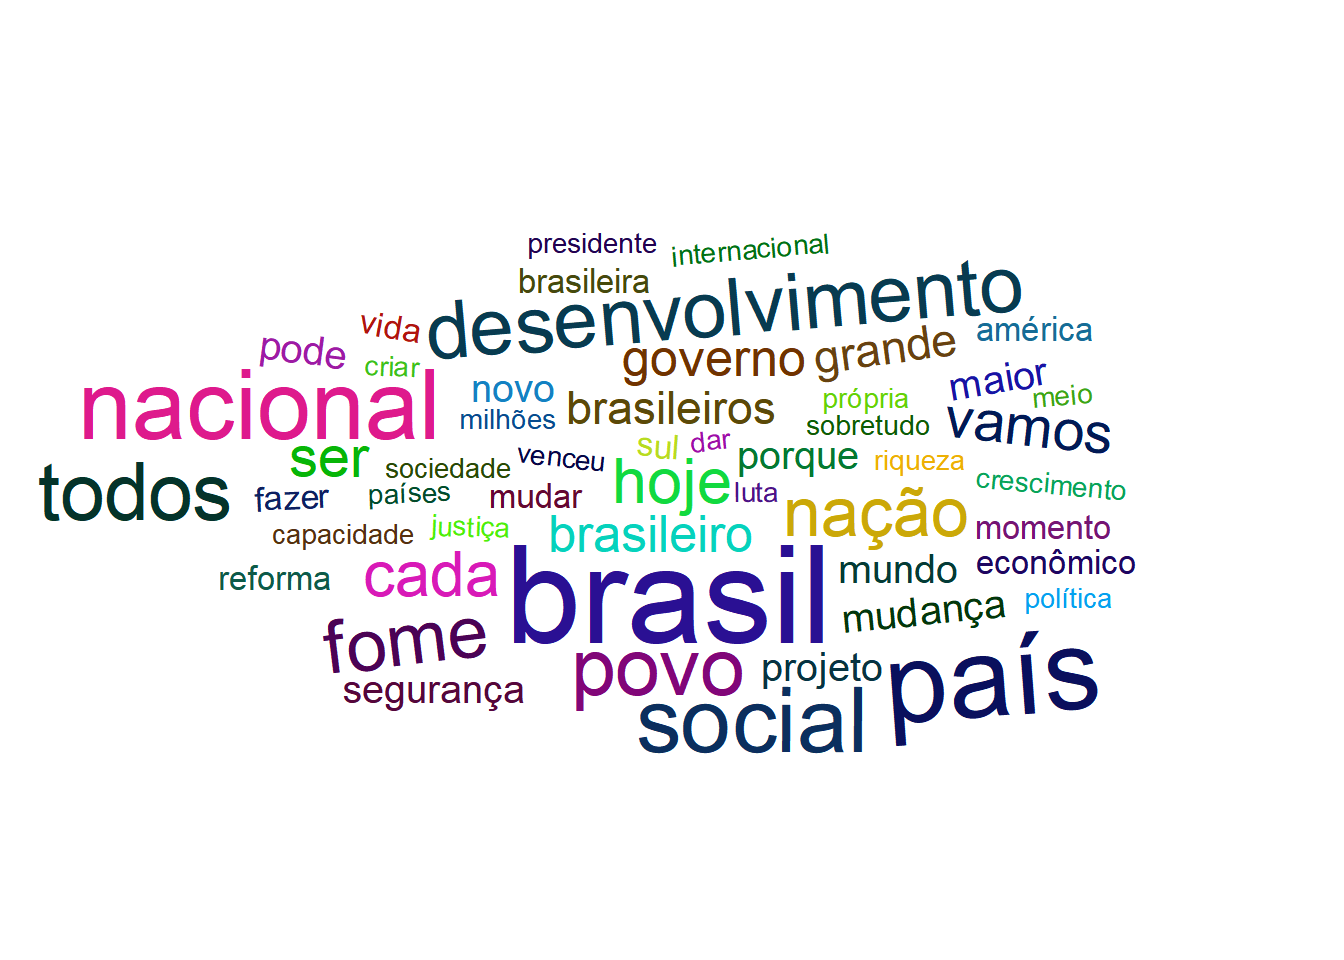 presidente
internacional
brasileira
desenvolvimento
vida
américa
pode
criar
governo
grande
nacional
novo
maior
meio
milhões
brasileiros
própria
sobretudo
vamos
ser
sociedade
venceu
sul
dar
porque
riqueza
todos
fazer
países
mudar
hoje
luta
nação
crescimento
capacidade
justiça
brasileiro
momento
reforma
cada
brasil
mundo
econômico
fome
mudança
política
segurança
povo
projeto
país
social